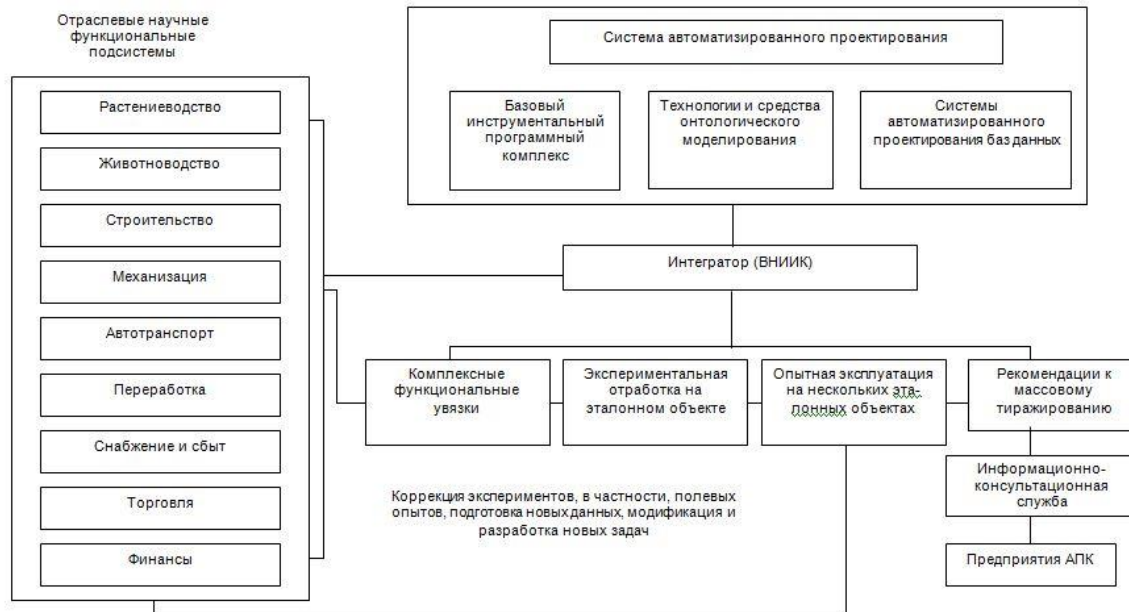 Отраслевые научные
функциональные
подсистемы
Растениеводство
Животноводство
Строительство
Механизация
Автотранспорт
Переработка
Снабжение и сбыт
Торговля
Финансы
Система автоматизированного проектирования
Базовый
инструментальный
программный
комплекс
Технологии и средства
онтологического
моделирования
Системы
автоматизированного
проектирования баз данных
Интегратор (ВНИИК)
Комплексные
функциональные
увязки
Экспериментальная
отработка на
эталонном объекте
Опытная эксплуатация
на нескольких эта-
лонных объектах
Рекомендации к
массовому
тиражированию
Информационно-
консультационная
служба
Предприятия АПК
Коррекция экспериментов, в частности, полевых
опытов, подготовка новых данных, модификация и
разработка новых задач